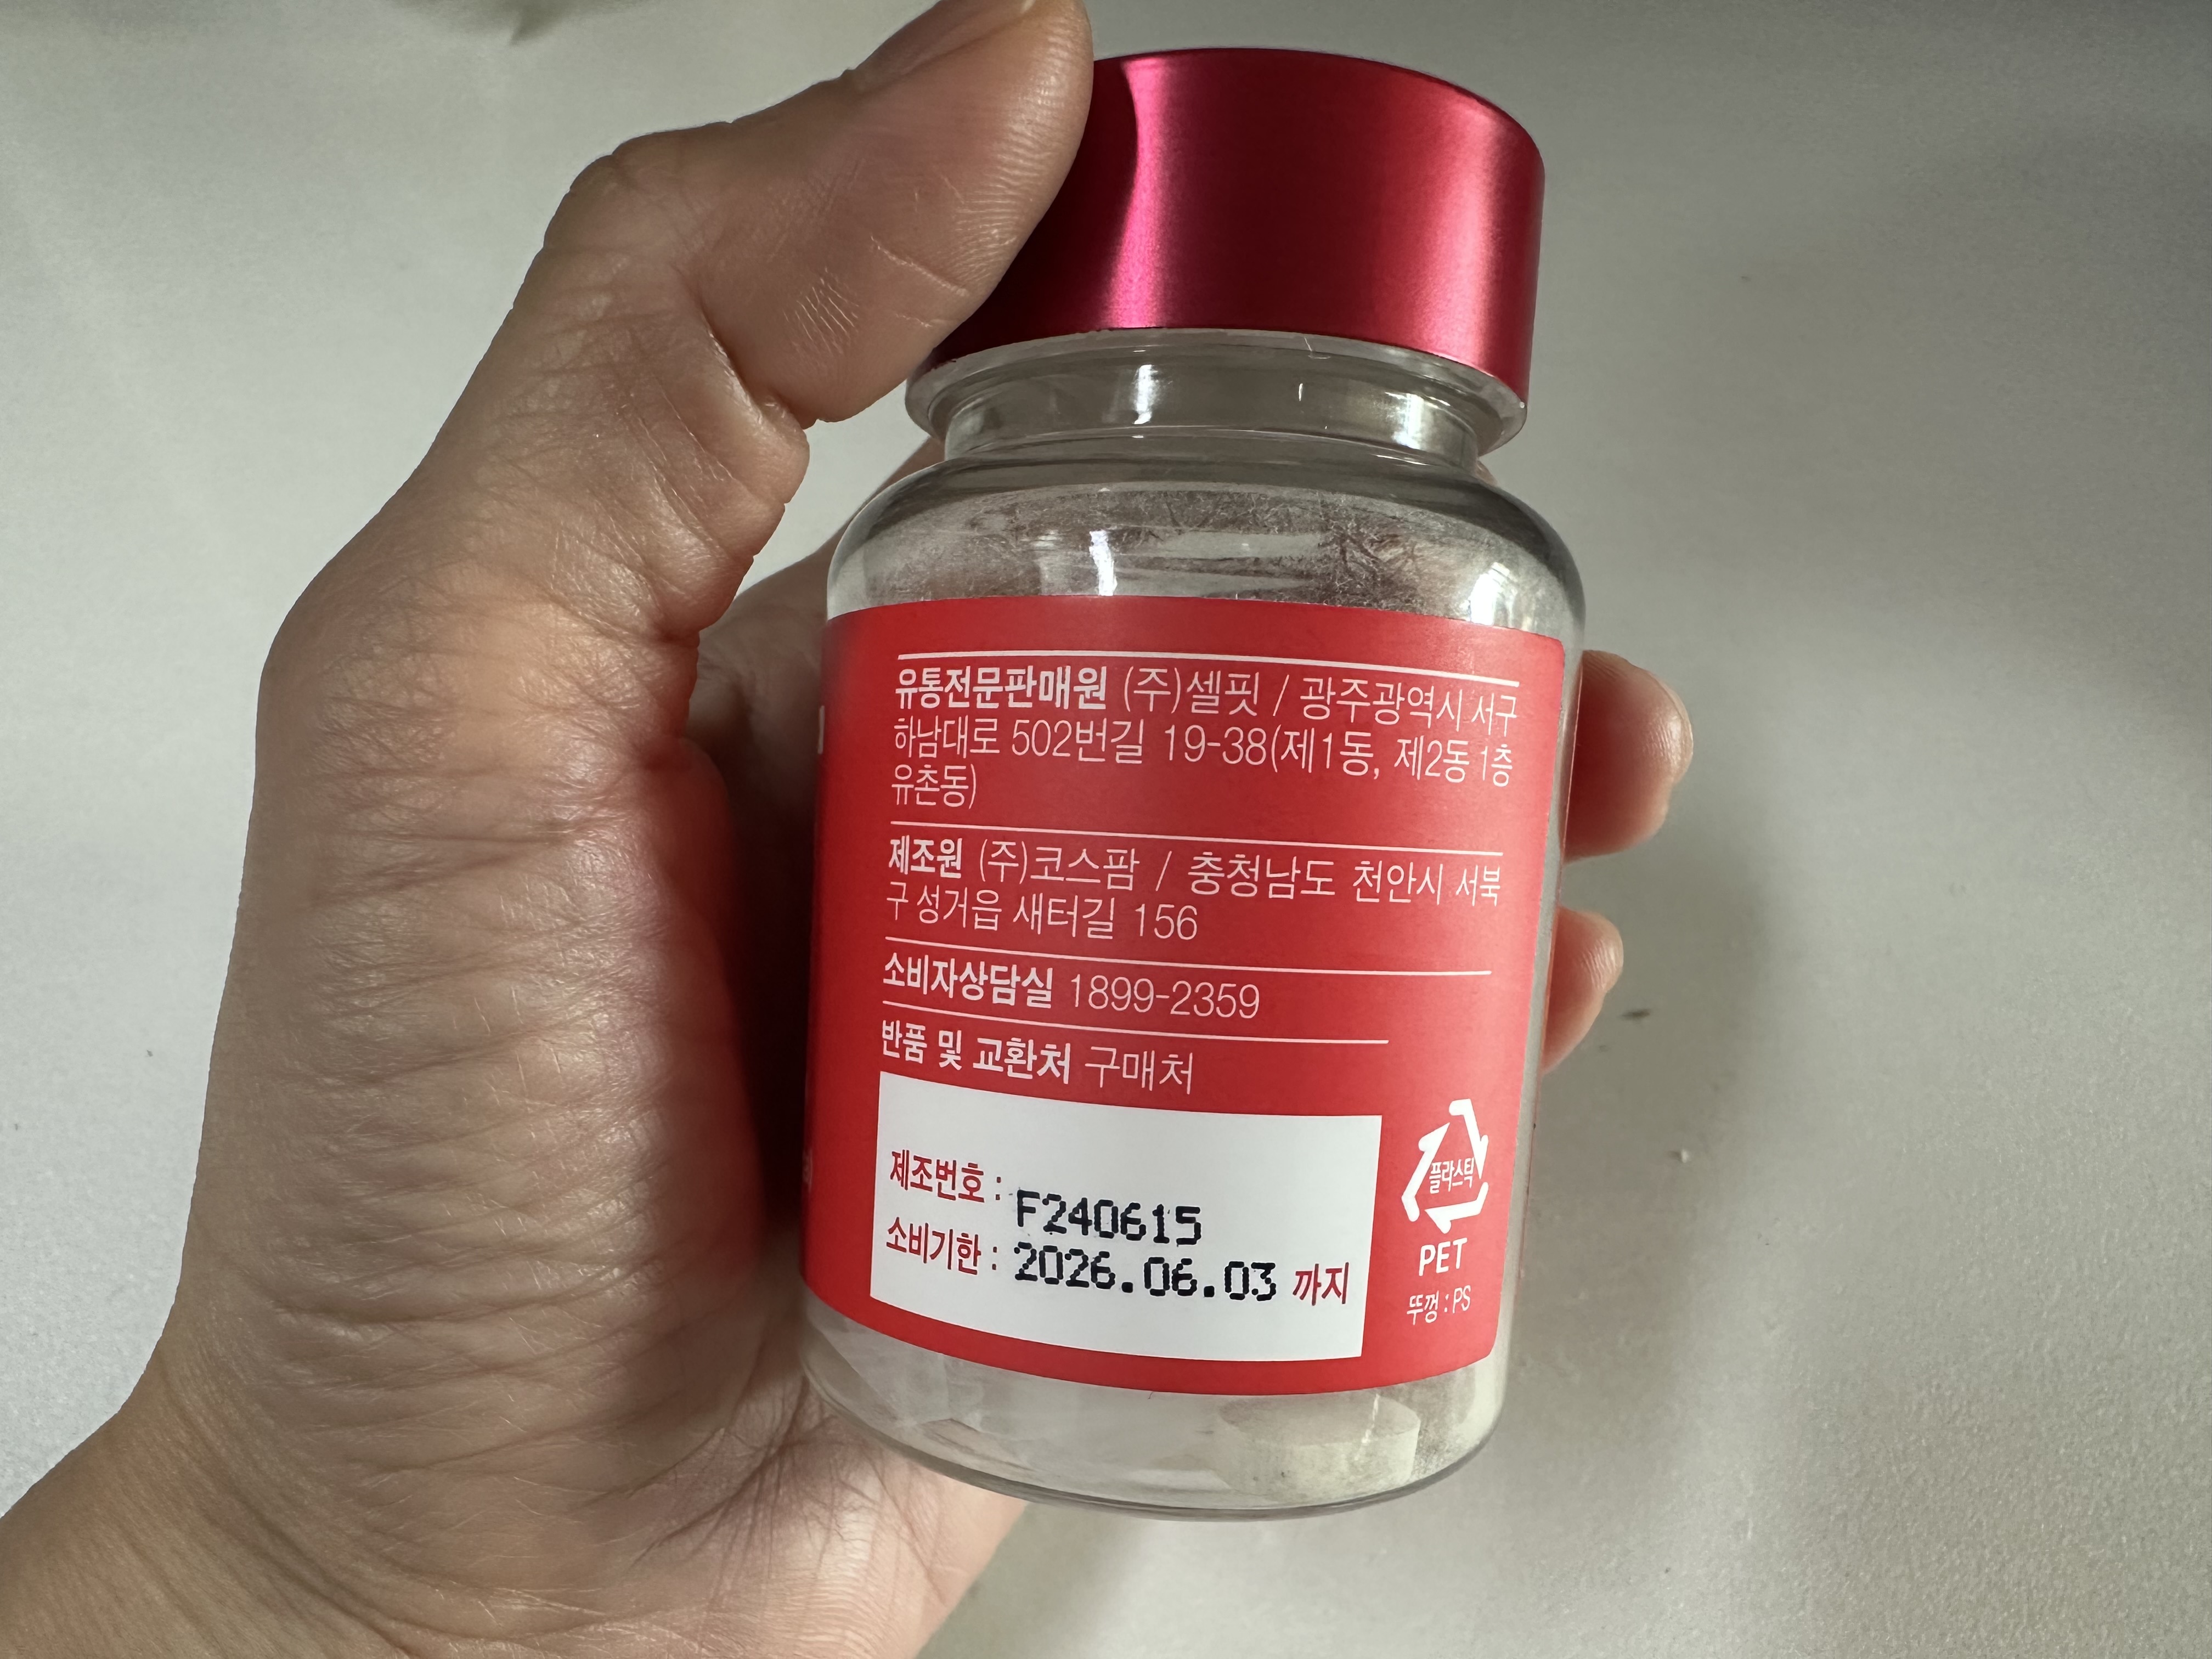 유통전문판매원 (주)셀핏 / 광주광역시 서구
하남대로 502번길 19-38(제1동, 제2동 1층
유촌동)
제조원 (주)코스팜 / 충청남도 천안시 서북
구 성거읍 새터길 156
소비자상담실 1899-2359
반품 및 교환처 구매처
제조번호 : F240615
소비기한 : 2026.06.03 까지
플라스틱
PET
뚜껑 : PS